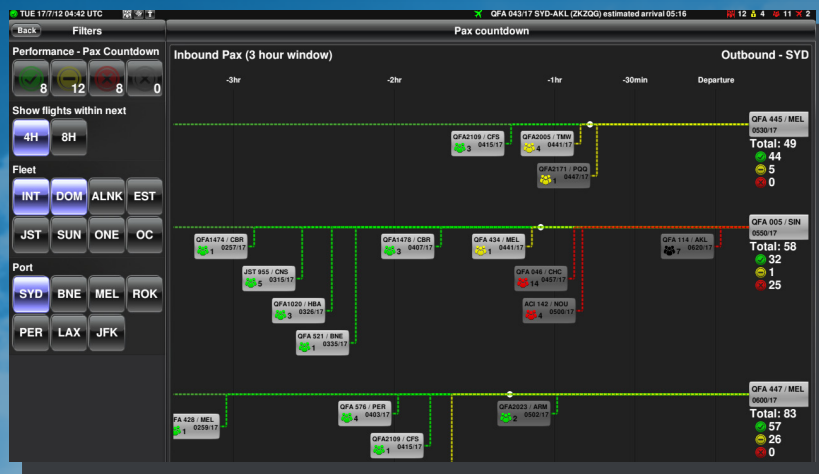 TUE 17/7/12 04:42 UTC
QFA 043/17 SYD-AKL (ZKZQG) estimated arrival 05:16
12 4 11 2
Back
Filters
Pax countdown
Performance - Pax Countdown
8 12 8 0
Show flights within next
4H 8H
Fleet
INT DOM ALNK EST
JST SUN ONE OC
Port
SYD BNE MEL ROK
PER LAX JFK
Inbound Pax (3 hour window)
Outbound - SYD
-3hr -2hr -1hr -30min Departure
QFA 445 / MEL
0530/17
Total: 49
44
5
0
QFA2109 / CFS
3 0415/17
QFA2005 / TMW
4 0441/17
QFA2171 / PQQ
1 0447/17
QFA 005 / SIN
0550/17
Total: 58
32
1
25
QFA1474 / CBR
1 0257/17
QFA1478 / CBR
3 0407/17
QFA 434 / MEL
1 0441/17
QFA 114 / AKL
7 0620/17
JST 955 / CNS
5 0315/17
QFA 046 / CHC
14 0457/17
QFA1020 / HBA
3 0326/17
ACI 142 / NOU
4 0500/17
QFA 521 / BNE
1 0335/17
QFA 447 / MEL
0600/17
Total: 83
57
26
0
QFA 576 / PER
4 0403/17
QFA2023 / ARM
2 0502/17
FA 428 / MEL
1 0259/17
QFA2109 / CFS
1 0415/17